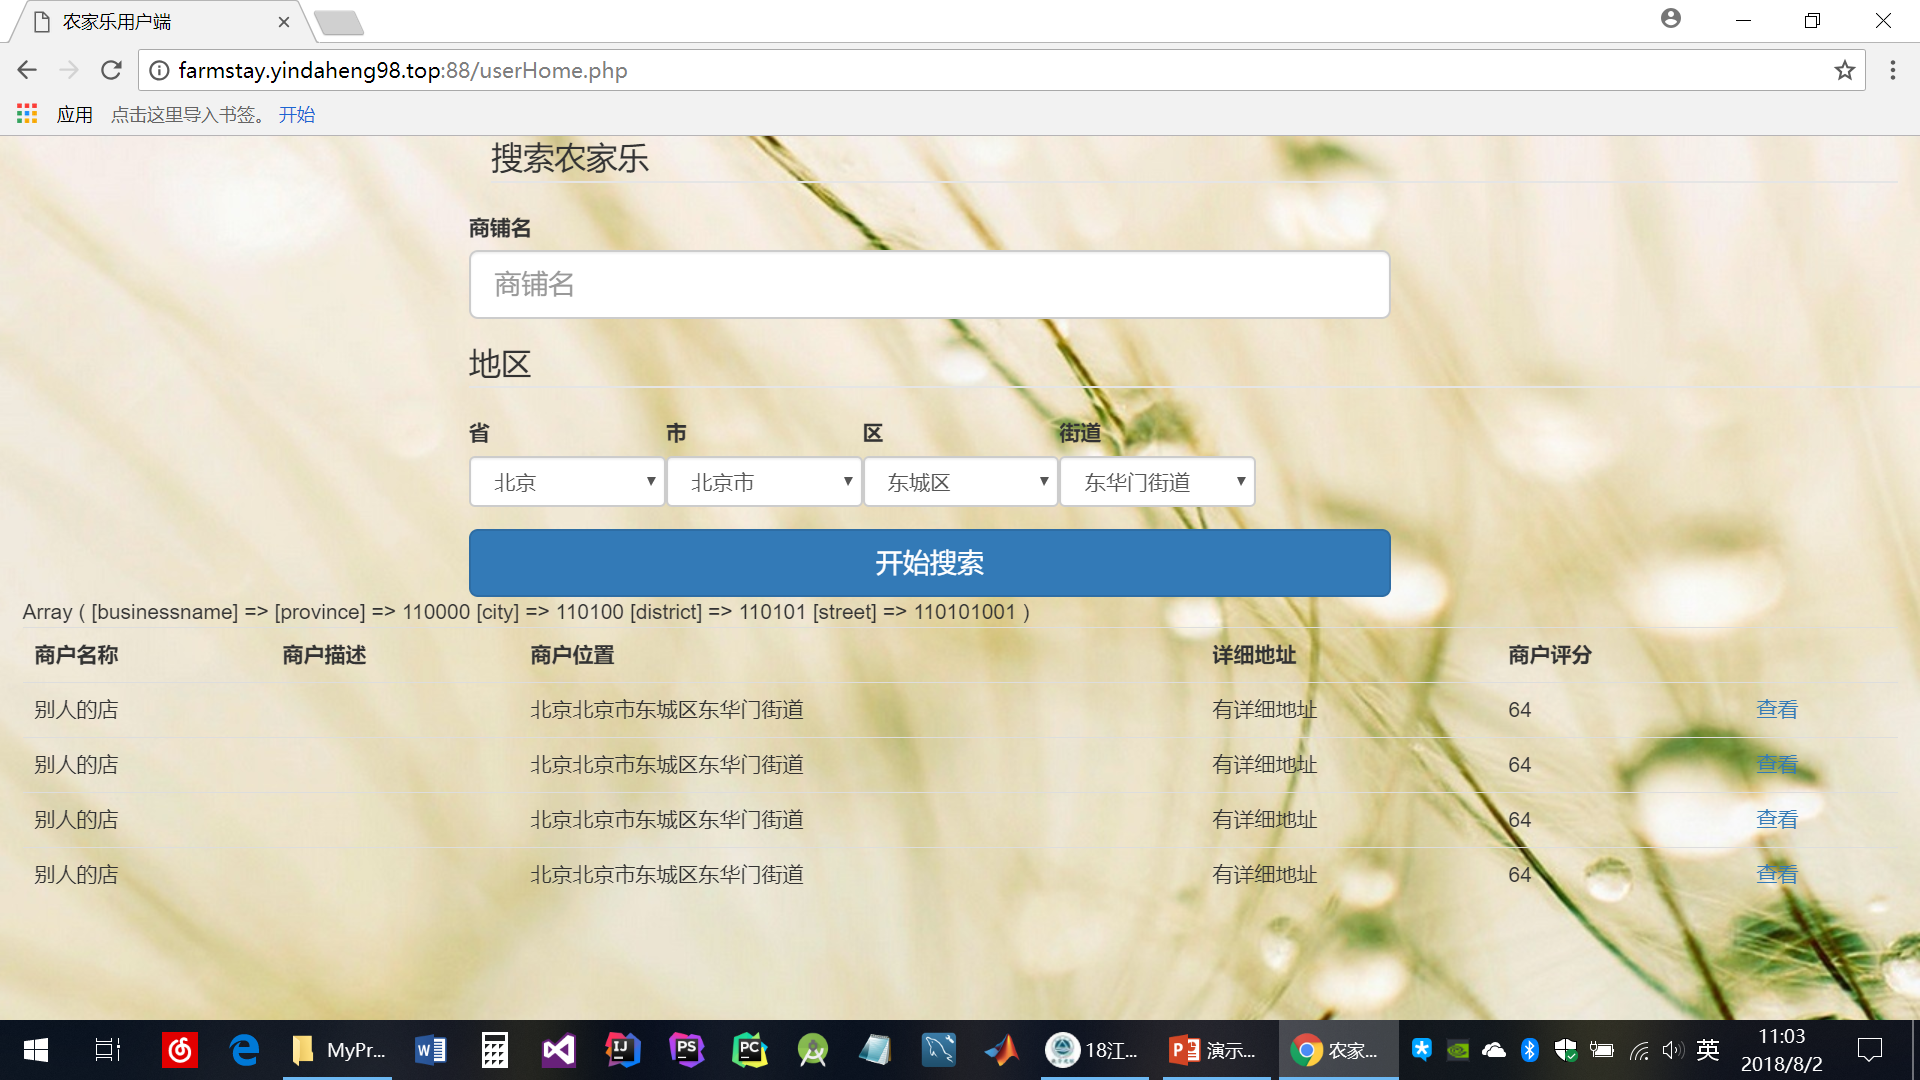 农家乐用户端
farmstay.yindaheng98.top:88/userHome.php
应用 点击这里导入书签。 开始
搜索农家乐
商铺名
商铺名
地区
省 市 区 街道
北京 北京市 东城区 东华门街道
开始搜索
Array ( [businessname] => [province] => 110000 [city] => 110100 [district] => 110101 [street] => 110101001 )
商户名称 商户描述 商户位置 详细地址 商户评分
别人的店 北京北京市东城区东华门街道 有详细地址 64 查看
别人的店 北京北京市东城区东华门街道 有详细地址 64 查看
别人的店 北京北京市东城区东华门街道 有详细地址 64 查看
别人的店 北京北京市东城区东华门街道 有详细地址 64 查看
MyPr... W IJ PS PC 18江... P 演示... 农家... 英 11:03
2018/8/2